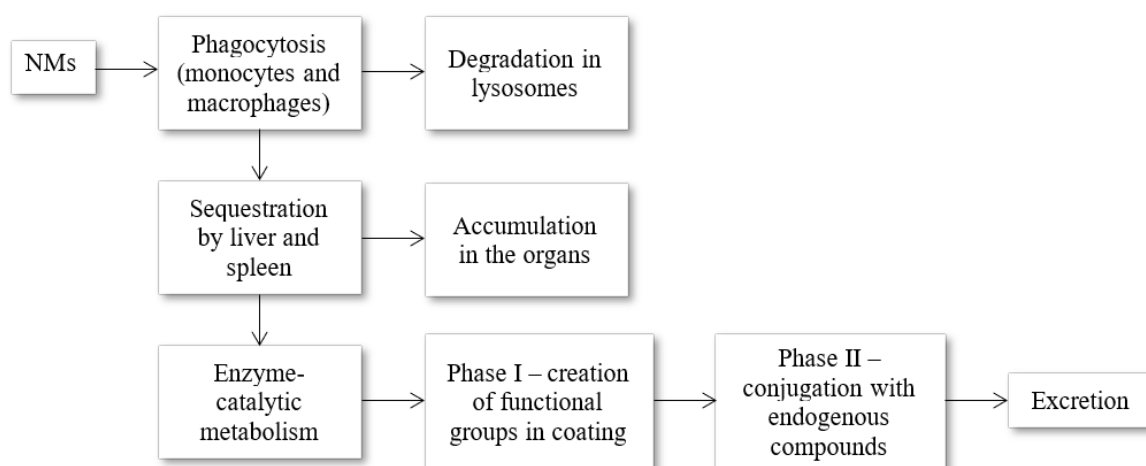 NMs
Phagocytosis
(monocytes and
macrophages)
Degradation in
lysosomes
Sequestration
by liver and
spleen
Accumulation
in the organs
Enzyme-
catalytic
metabolism
Phase I – creation
of functional
groups in coating
Phase II –
conjugation with
endogenous
compounds
Excretion